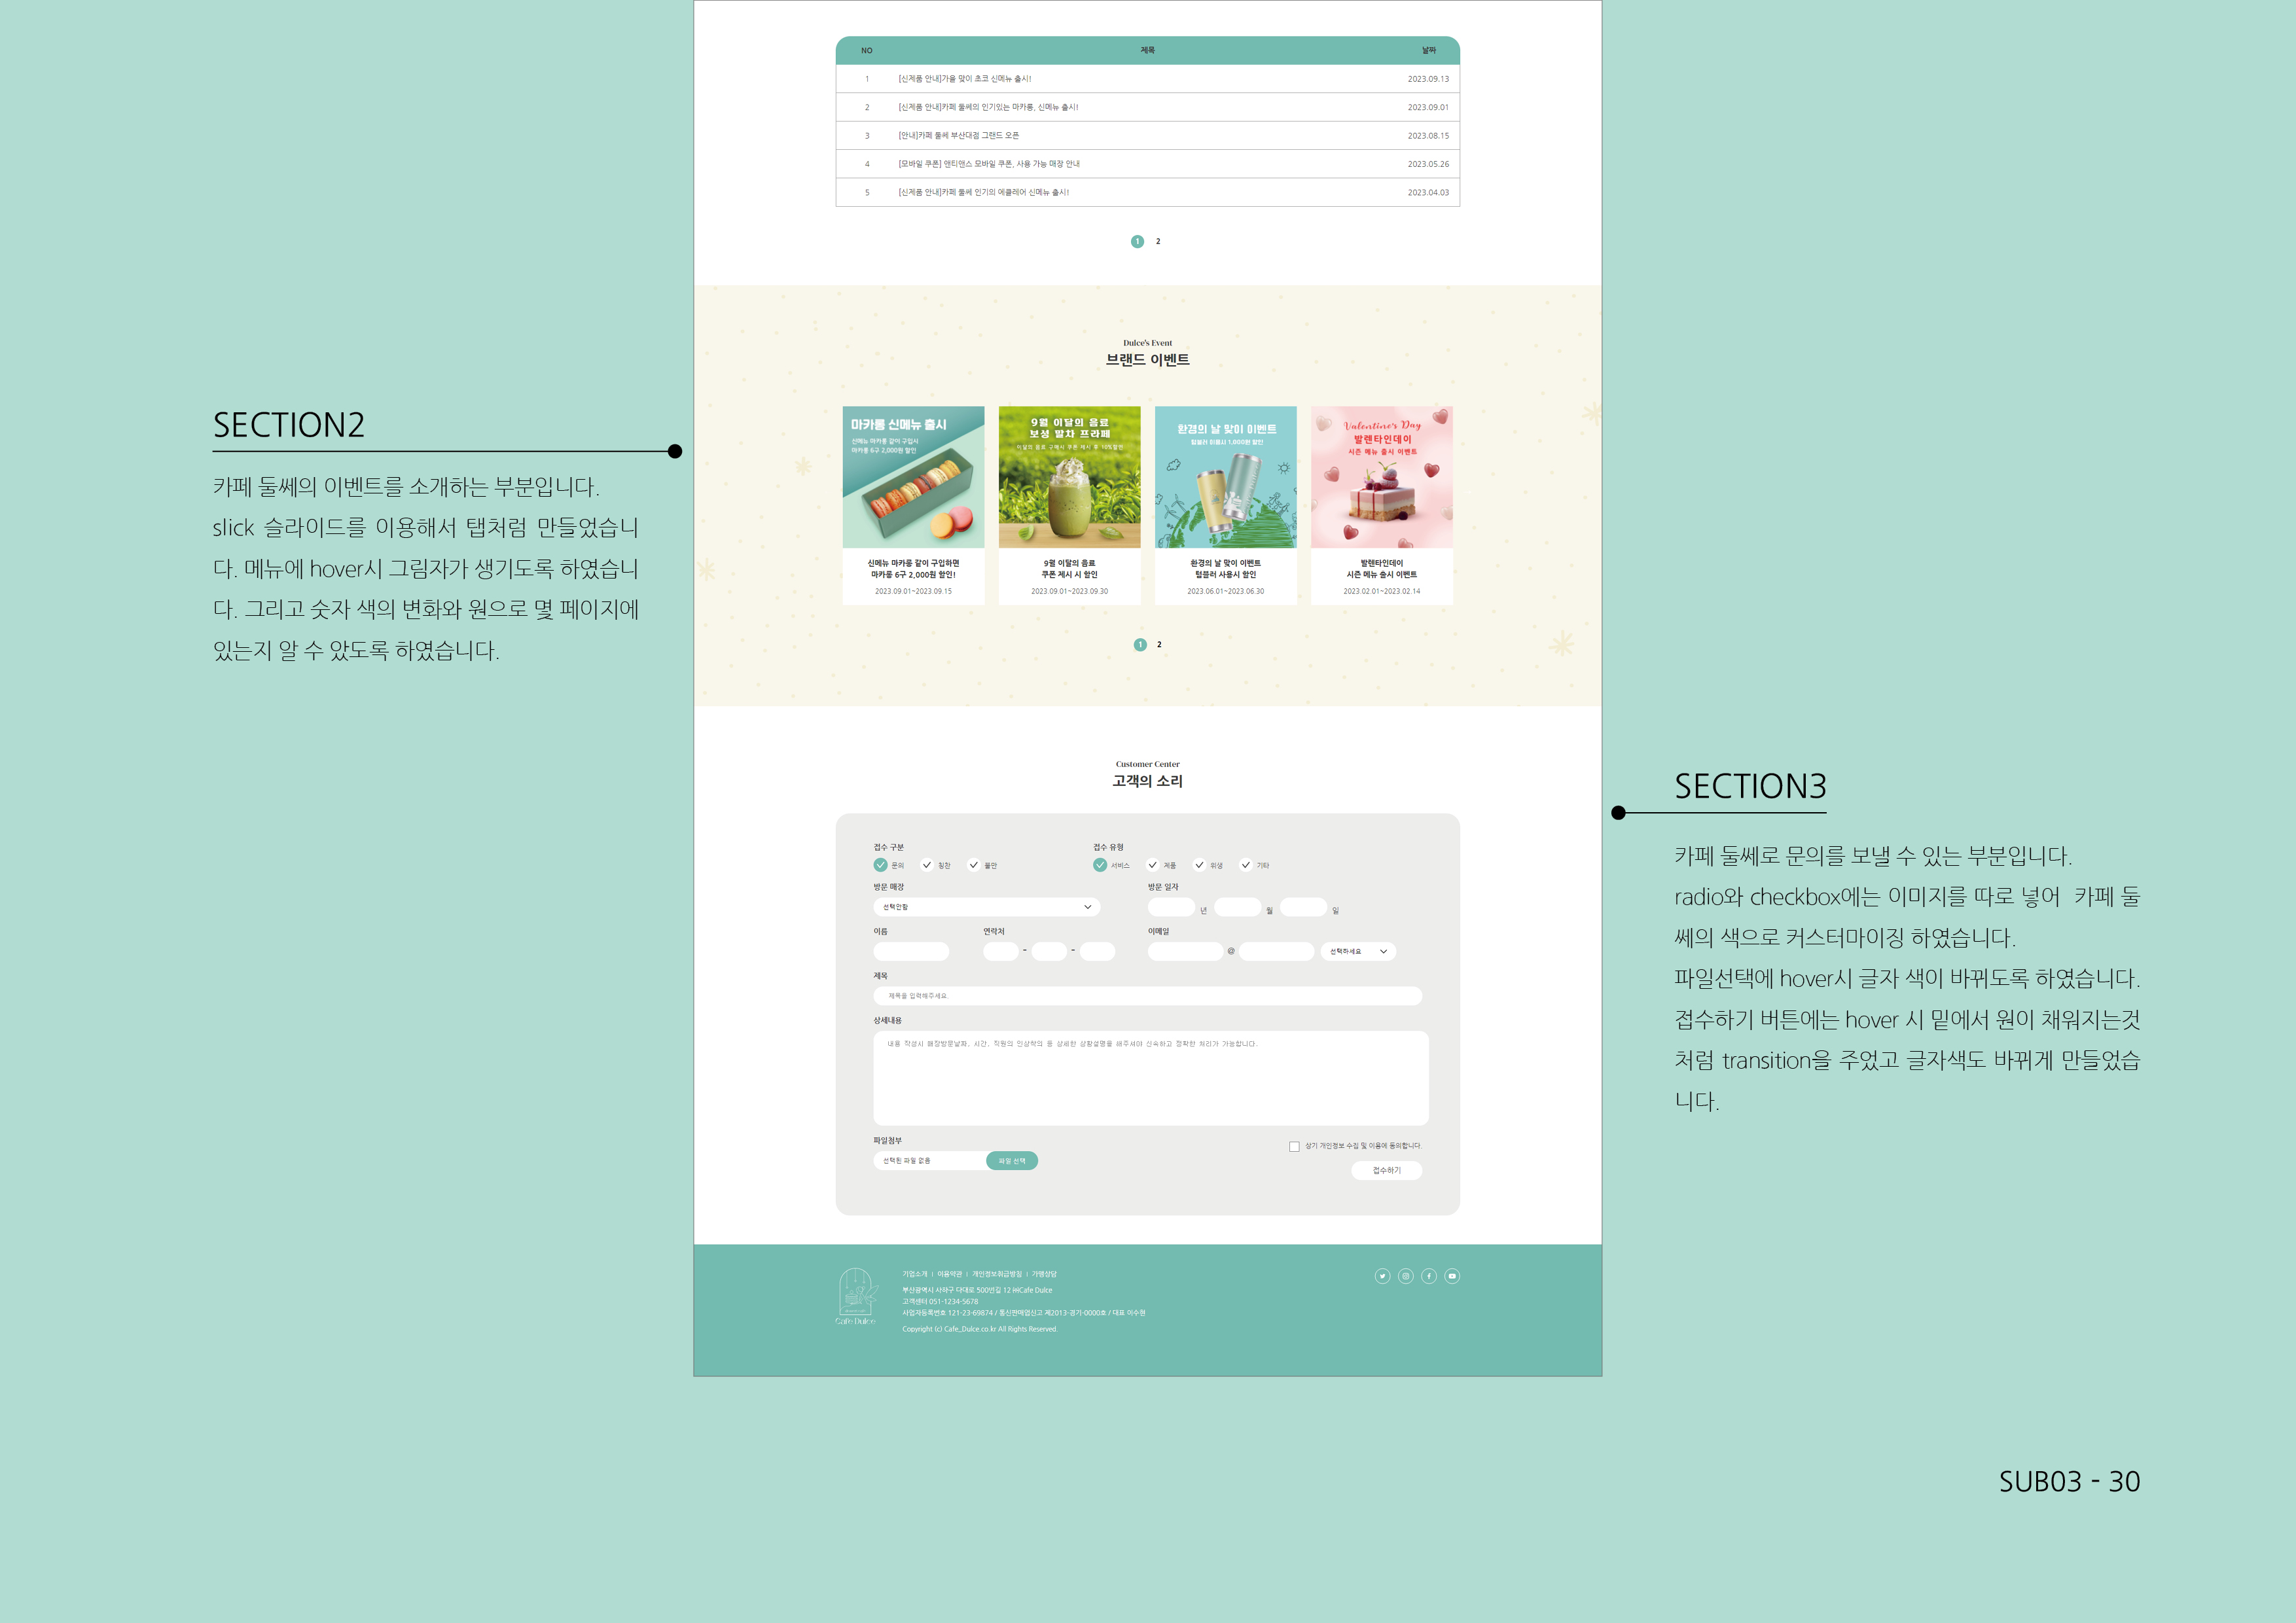 NO 제목 날짜
1 [신제품 안내]가을 맞이 초코 신메뉴 출시! 2023.09.13
2 [신제품 안내]카페 둘쎄의 인기있는 마카롱, 신메뉴 출시! 2023.09.01
3 [안내]카페 둘쎄 부산대점 그랜드 오픈 2023.08.15
4 [모바일 쿠폰] 앤티앤스 모바일 쿠폰, 사용 가능 매장 안내 2023.05.26
5 [신제품 안내]카페 둘쎄 인기의 에클레어 신메뉴 출시! 2023.04.03
1 2
SECTION2
카페 둘쎄의 이벤트를 소개하는 부분입니다.
slick 슬라이드를 이용해서 탭처럼 만들었습니
다. 메뉴에 hover시 그림자가 생기도록 하였습니
다. 그리고 숫자 색의 변화와 원으로 몇 페이지에
있는지 알 수 있도록 하였습니다.
Dulce's Event
브랜드 이벤트
마카롱 신메뉴 출시
신메뉴 마카롱 같이 구입시
마카롱 6구 2,000원 할인
신메뉴 마카롱 같이 구입하면
마카롱 6구 2,000원 할인!
2023.09.01~2023.09.15
9월 이달의 음료
보성 말차 프라페
이달의 음료 구매시 쿠폰 제시 후 10%할인
9월 이달의 음료
쿠폰 제시 시 할인
2023.09.01~2023.09.30
환경의 날 맞이 이벤트
텀블러 이용시 1,000원 할인
환경의 날 맞이 이벤트
텀블러 사용시 할인
2023.06.01~2023.06.30
Valentine's Day
발렌타인데이
시즌 메뉴 출시 이벤트
발렌타인데이
시즌 메뉴 출시 이벤트
2023.02.01~2023.02.14
1 2
Customer Center
고객의 소리
접수 구분 접수 유형
문의 칭찬 불만 서비스 제품 위생 기타
방문 매장 방문 일자
선택안함 년 월 일
이름 연락처 이메일
- - @ 선택하세요
제목
제목을 입력해주세요.
상세내용
내용 작성시 매장방문날짜, 시간, 직원의 인상착의 등 상세한 상황설명을 해주셔야 신속하고 정확한 처리가 가능합니다.
파일첨부
선택된 파일 없음 파일 선택
상기 개인정보 수집 및 이용에 동의합니다.
접수하기
SECTION3
카페 둘쎄로 문의를 보낼 수 있는 부분입니다.
radio와 checkbox에는 이미지를 따로 넣어 카페 둘
쎄의 색으로 커스터마이징 하였습니다.
파일선택에 hover시 글자 색이 바뀌도록 하였습니다.
접수하기 버튼에는 hover 시 밑에서 원이 채워지는것
처럼 transition을 주었고 글자색도 바뀌게 만들었습
니다.
Cafe Dulce
기업소개 | 이용약관 | 개인정보취급방침 | 가맹상담
부산광역시 사하구 다대로 500번길 12 ㈜Cafe Dulce
고객센터 051-1234-5678
사업자등록번호 121-23-69874 / 통신판매업신고 제2013-경기-0000호 / 대표 이수현
Copyright (c) Cafe_Dulce.co.kr All Rights Reserved.
SUB03 - 30